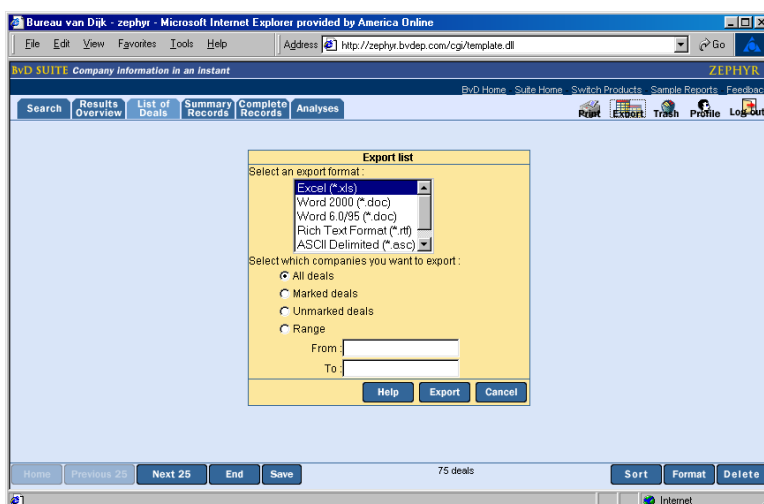 Bureau van Dijk - zephyr - Microsoft Internet Explorer provided by America Online
File Edit View Favorites Tools Help Address http://zephyr.bvdep.com/cgi/template.dll Go
BvD SUITE Company information in an instant ZEPHYR
BvD Home Suite Home Switch Products Sample Reports Feedbac
Search Results Overview List of Deals Summary Records Complete Records Analyses Print Export Trash Profile Log out
Export list
Select an export format :
Excel (*.xls)
Word 2000 (*.doc)
Word 6.0/95 (*.doc)
Rich Text Format (*.rtf)
ASCII Delimited (*.asc)
Select which companies you want to export :
All deals
Marked deals
Unmarked deals
Range
From :
To :
Help Export Cancel
Home Previous 25 Next 25 End Save 75 deals Sort Format Delete
Internet